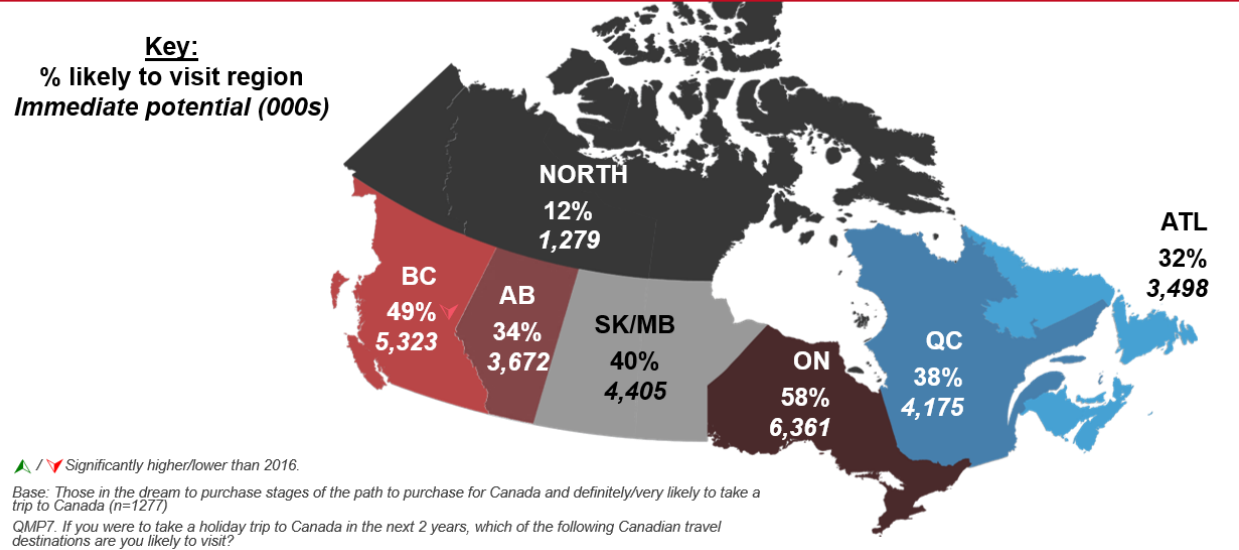 Key:
% likely to visit region
Immediate potential (000s)
NORTH
12%
1,279
ATL
32%
3,498
BC
49%
5,323
AB
34%
3,672
SK/MB
40%
4,405
ON
58%
6,361
QC
38%
4,175
/ Significantly higher/lower than 2016.
Base: Those in the dream to purchase stages of the path to purchase for Canada and definitely/very likely to take a
trip to Canada (n=1277)
QMP7. If you were to take a holiday trip to Canada in the next 2 years, which of the following Canadian travel
destinations are you likely to visit?